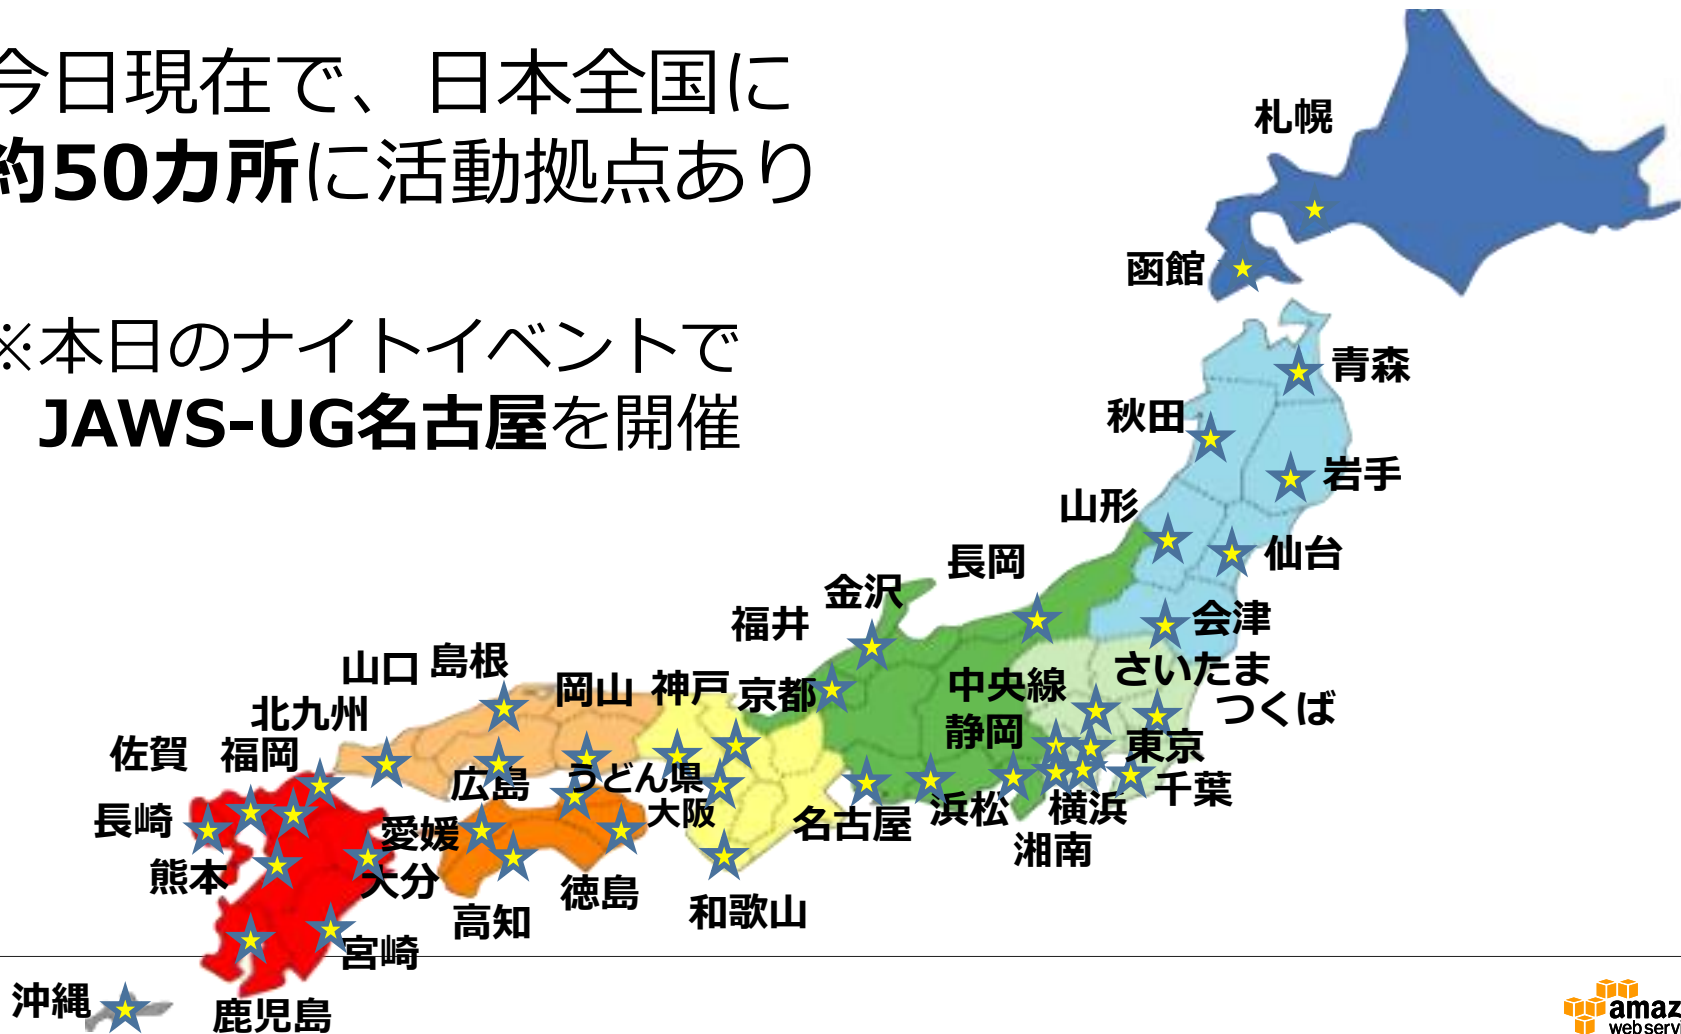 今日現在で、日本全国に
約50カ所に活動拠点あり
※本日のナイトイベントで
JAWS-UG名古屋を開催
札幌
函館
青森
秋田
岩手
山形
仙台
長岡
会津
金沢
福井
さいたま
中央線
つくば
山口
島根
岡山
神戸
京都
北九州
静岡
東京
佐賀
福岡
広島
うどん県
千葉
大阪
名古屋
浜松
横浜
長崎
愛媛
湘南
熊本
大分
徳島
和歌山
高知
宮崎
沖縄
鹿児島
amaz
webserv